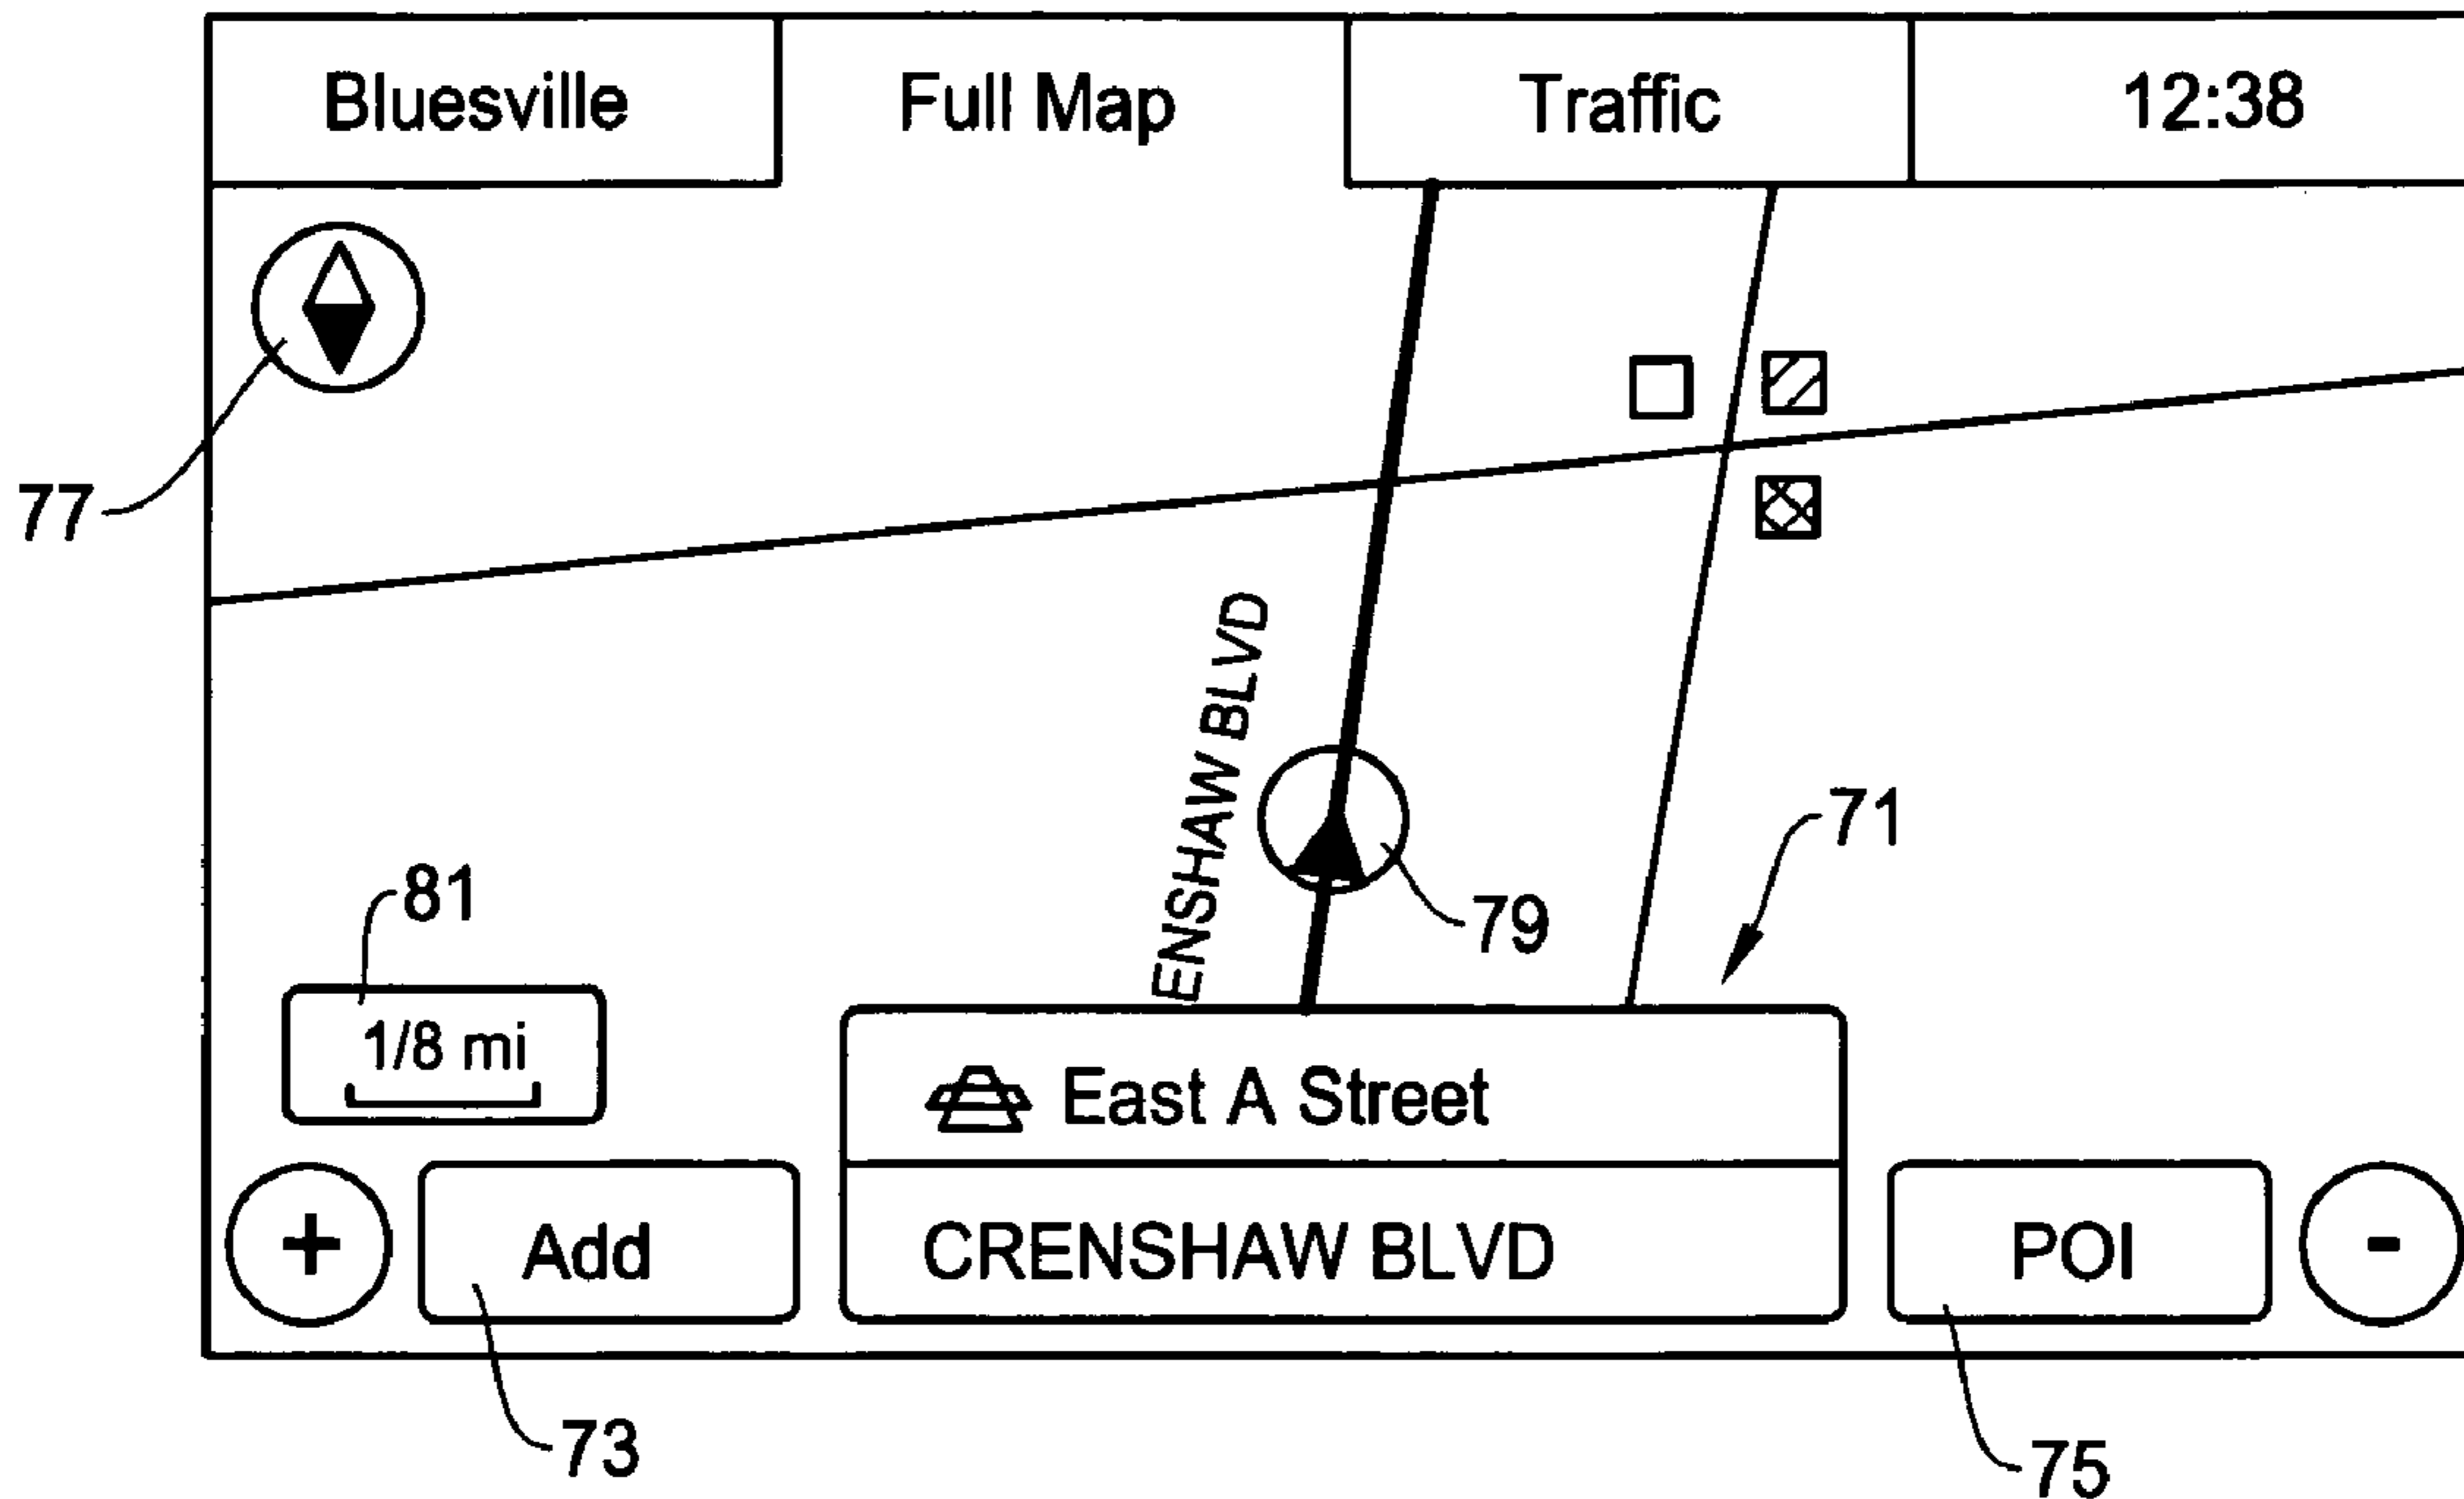 Bluesville
Full Map
Traffic
12:38
77
ENSHAW BLVD
71
79
81
1/8 mi
East A Street
+
Add
CRENSHAW BLVD
POI
-
73
75